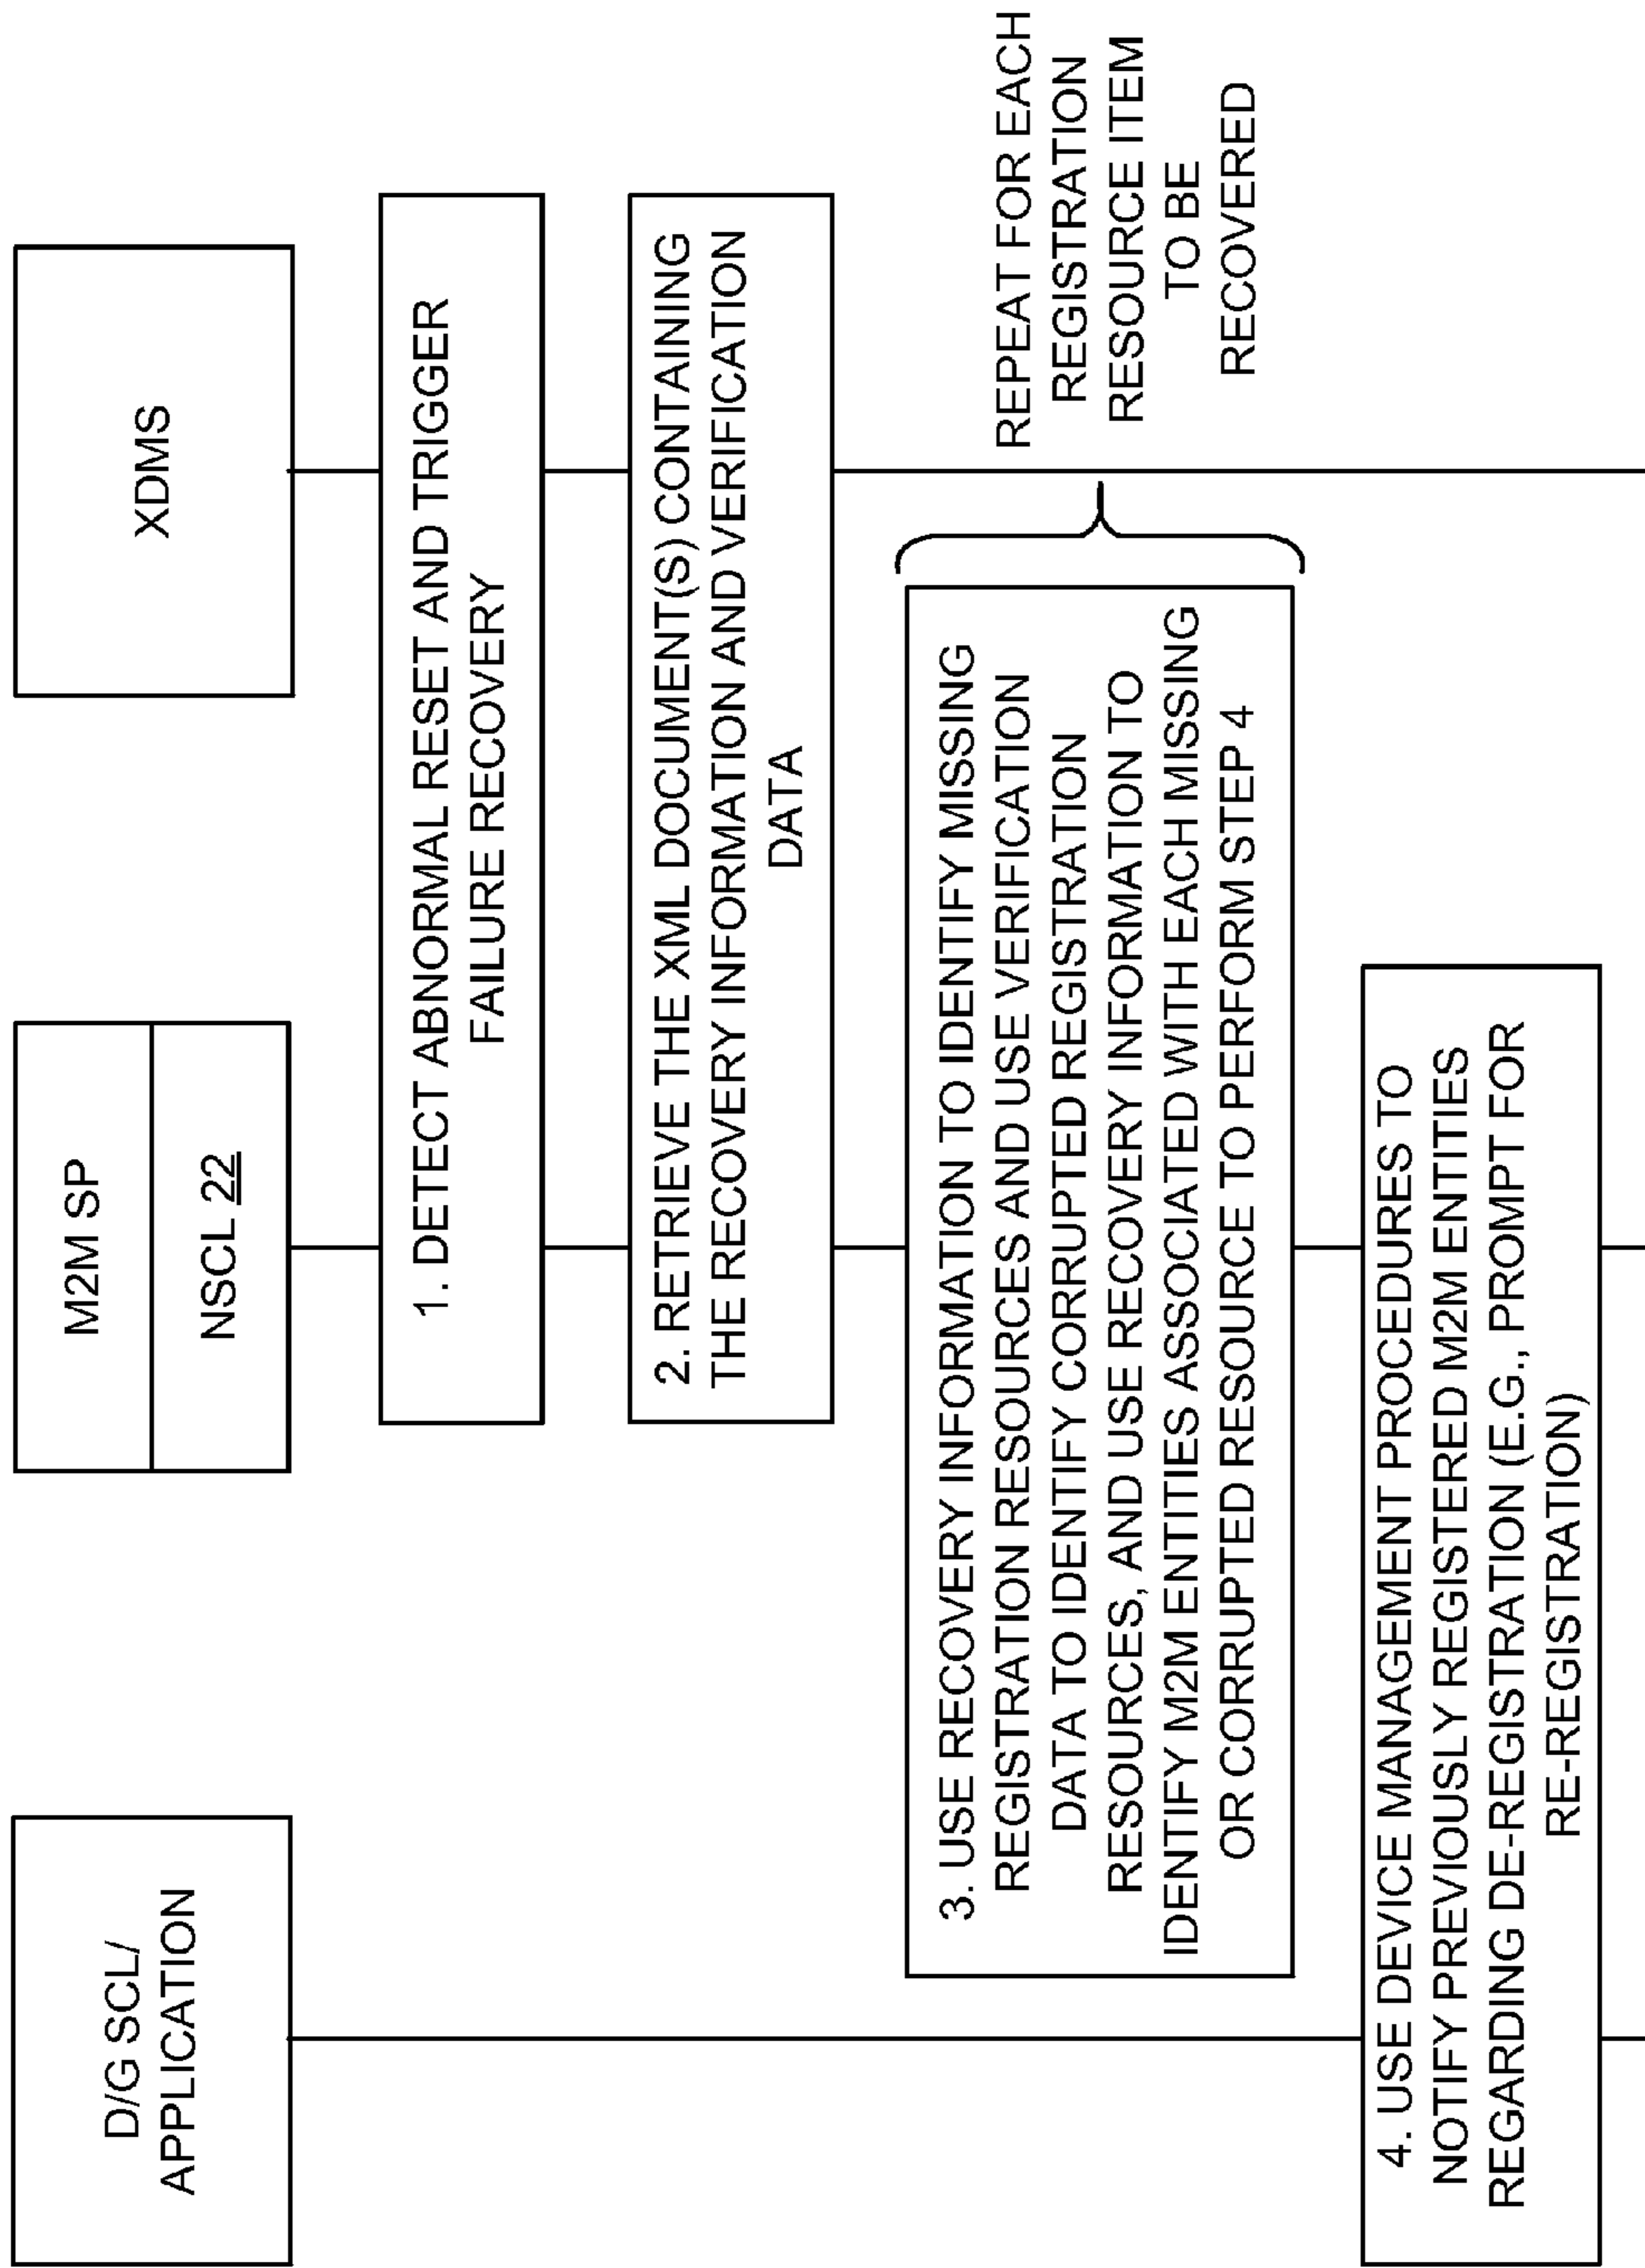 D/G SCL/
APPLICATION
M2M SP
NSCL 22
XDMS
1. DETECT ABNORMAL RESET AND TRIGGER
FAILURE RECOVERY
2. RETRIEVE THE XML DOCUMENT(S) CONTAINING
THE RECOVERY INFORMATION AND VERIFICATION
DATA
3. USE RECOVERY INFORMATION TO IDENTIFY MISSING
REGISTRATION RESOURCES AND USE VERIFICATION
DATA TO IDENTIFY CORRUPTED REGISTRATION
RESOURCES, AND USE RECOVERY INFORMATION TO
IDENTIFY M2M ENTITIES ASSOCIATED WITH EACH MISSING
OR CORRUPTED RESOURCE TO PERFORM STEP 4
REPEAT FOR EACH
REGISTRATION
RESOURCE ITEM
TO BE
RECOVERED
4. USE DEVICE MANAGEMENT PROCEDURES TO
NOTIFY PREVIOUSLY REGISTERED M2M ENTITIES
REGARDING DE-REGISTRATION (E.G., PROMPT FOR
RE-REGISTRATION)